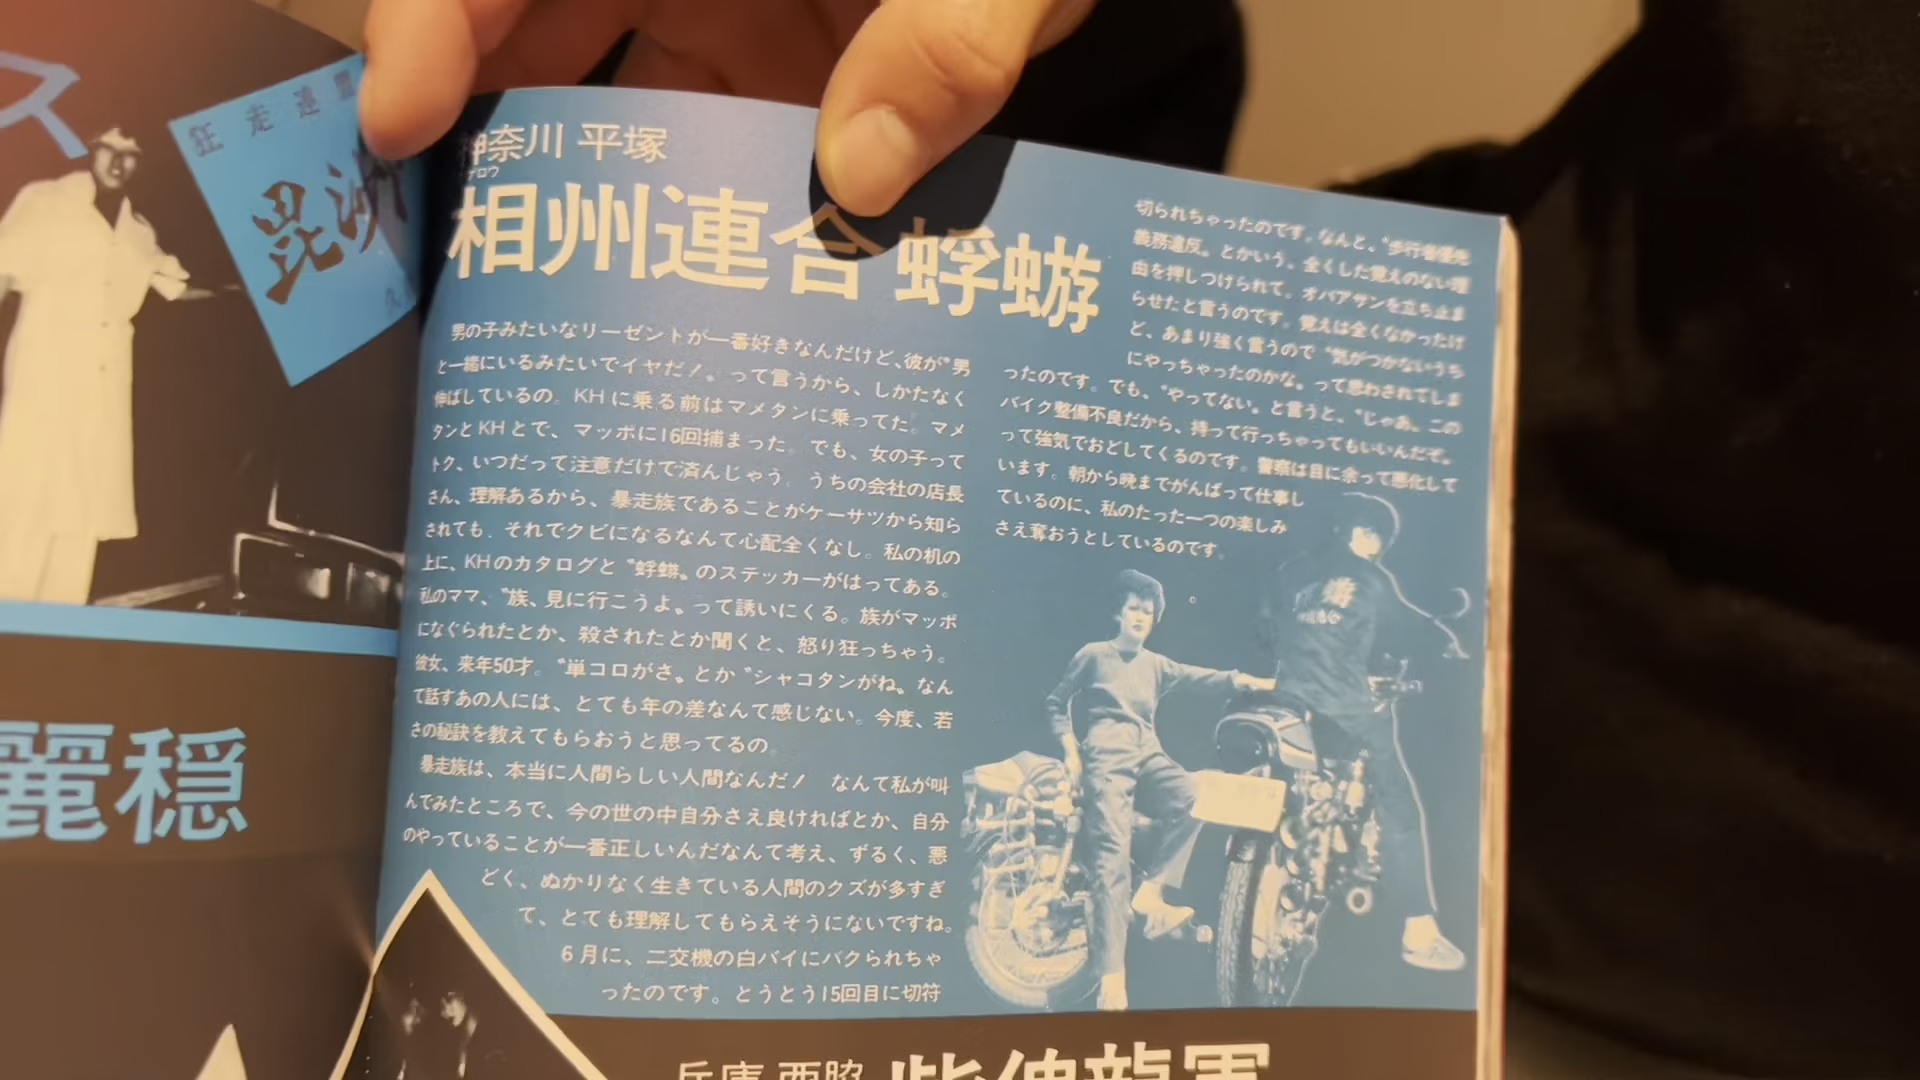 ス
狂走連盟
毘沙
麗穏
神奈川 平塚
ゲロウ
相州連合 蜉蝣
男の子みたいなリーゼントが一番好きなんだけど、彼が〝男
と一緒にいるみたいでイヤだ！〟って言うから、しかたなく
伸ばしているの。KHに乗る前はマメタンに乗ってた。マメ
タンとKHとで、マッポに16回捕まった。でも、女の子って
トク、いつだって注意だけで済んじゃう。うちの会社の店長
さん、理解あるから、暴走族であることがケーサツから知ら
されても、それでクビになるなんて心配全くなし。私の机の
上に、KHのカタログと〝蜉蝣〟のステッカーがはってある。
私のママ、〝族、見に行こうよ〟って誘いにくる。族がマッポ
になぐられたとか、殺されたとか聞くと、怒り狂っちゃう。
彼女、来年50才。〝単コロがさ〟とか〝シャコタンがね〟なん
て話すあの人には、とても年の差なんて感じない。今度、若
さの秘訣を教えてもらおうと思ってるの。
暴走族は、本当に人間らしい人間なんだ！ なんて私が叫
んでみたところで、今の世の中自分さえ良ければとか、自分
のやっていることが一番正しいんだなんて考え、ずるく、悪
どく、ぬかりなく生きている人間のクズが多すぎ
て、とても理解してもらえそうにないですね。
6月に、二交機の白バイにパクられちゃ
ったのです。とうとう15回目に切符
切られちゃったのです。なんと、〝歩行者優先
義務違反〟とかいう。全くした覚えのない理
由を押しつけられて。オバアサンを立ち止ま
らせたと言うのです。覚えは全くなかったけ
ど、あまり強く言うので〝気がつかないうち
にやっちゃったのかな〟って思わされてしま
ったのです。でも、〝やってない〟と言うと、〝じゃあ、この
バイク整備不良だから、持って行っちゃってもいいんだぞ〟
って強気でおどしてくるのです。警察は目に余って悪化して
います。朝から晩までがんばって仕事し
ているのに、私のたった一つの楽しみ
さえ奪おうとしているのです。
兵庫 西脇